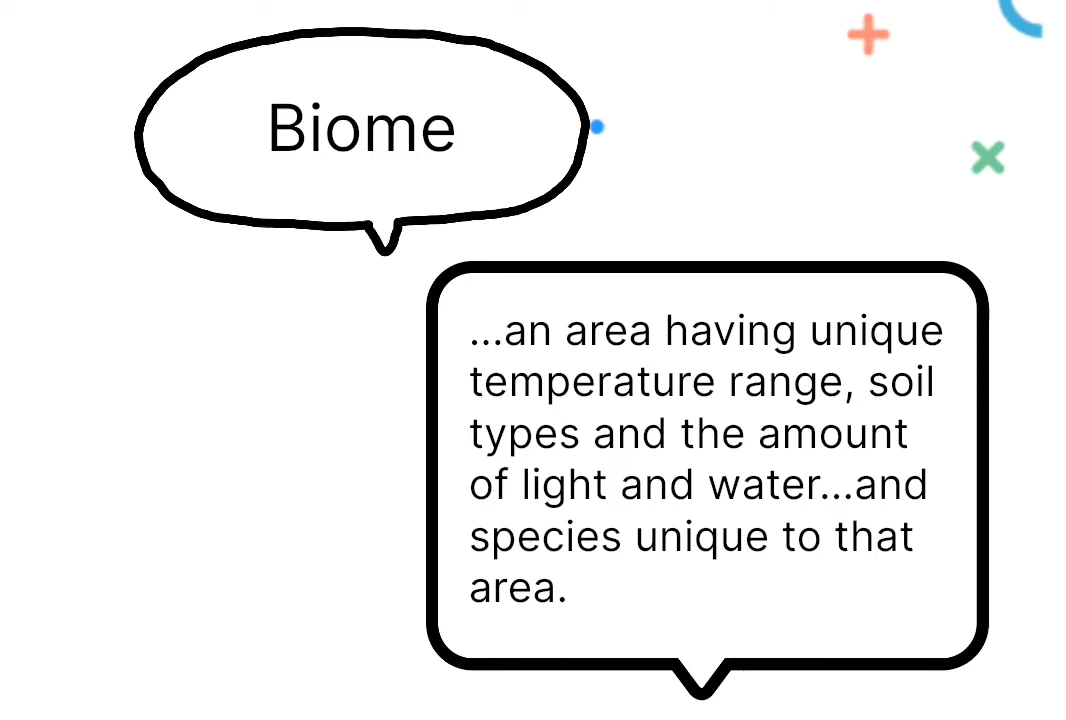 Biome
...an area having unique
temperature range, soil
types and the amount
of light and water...and
species unique to that
area.